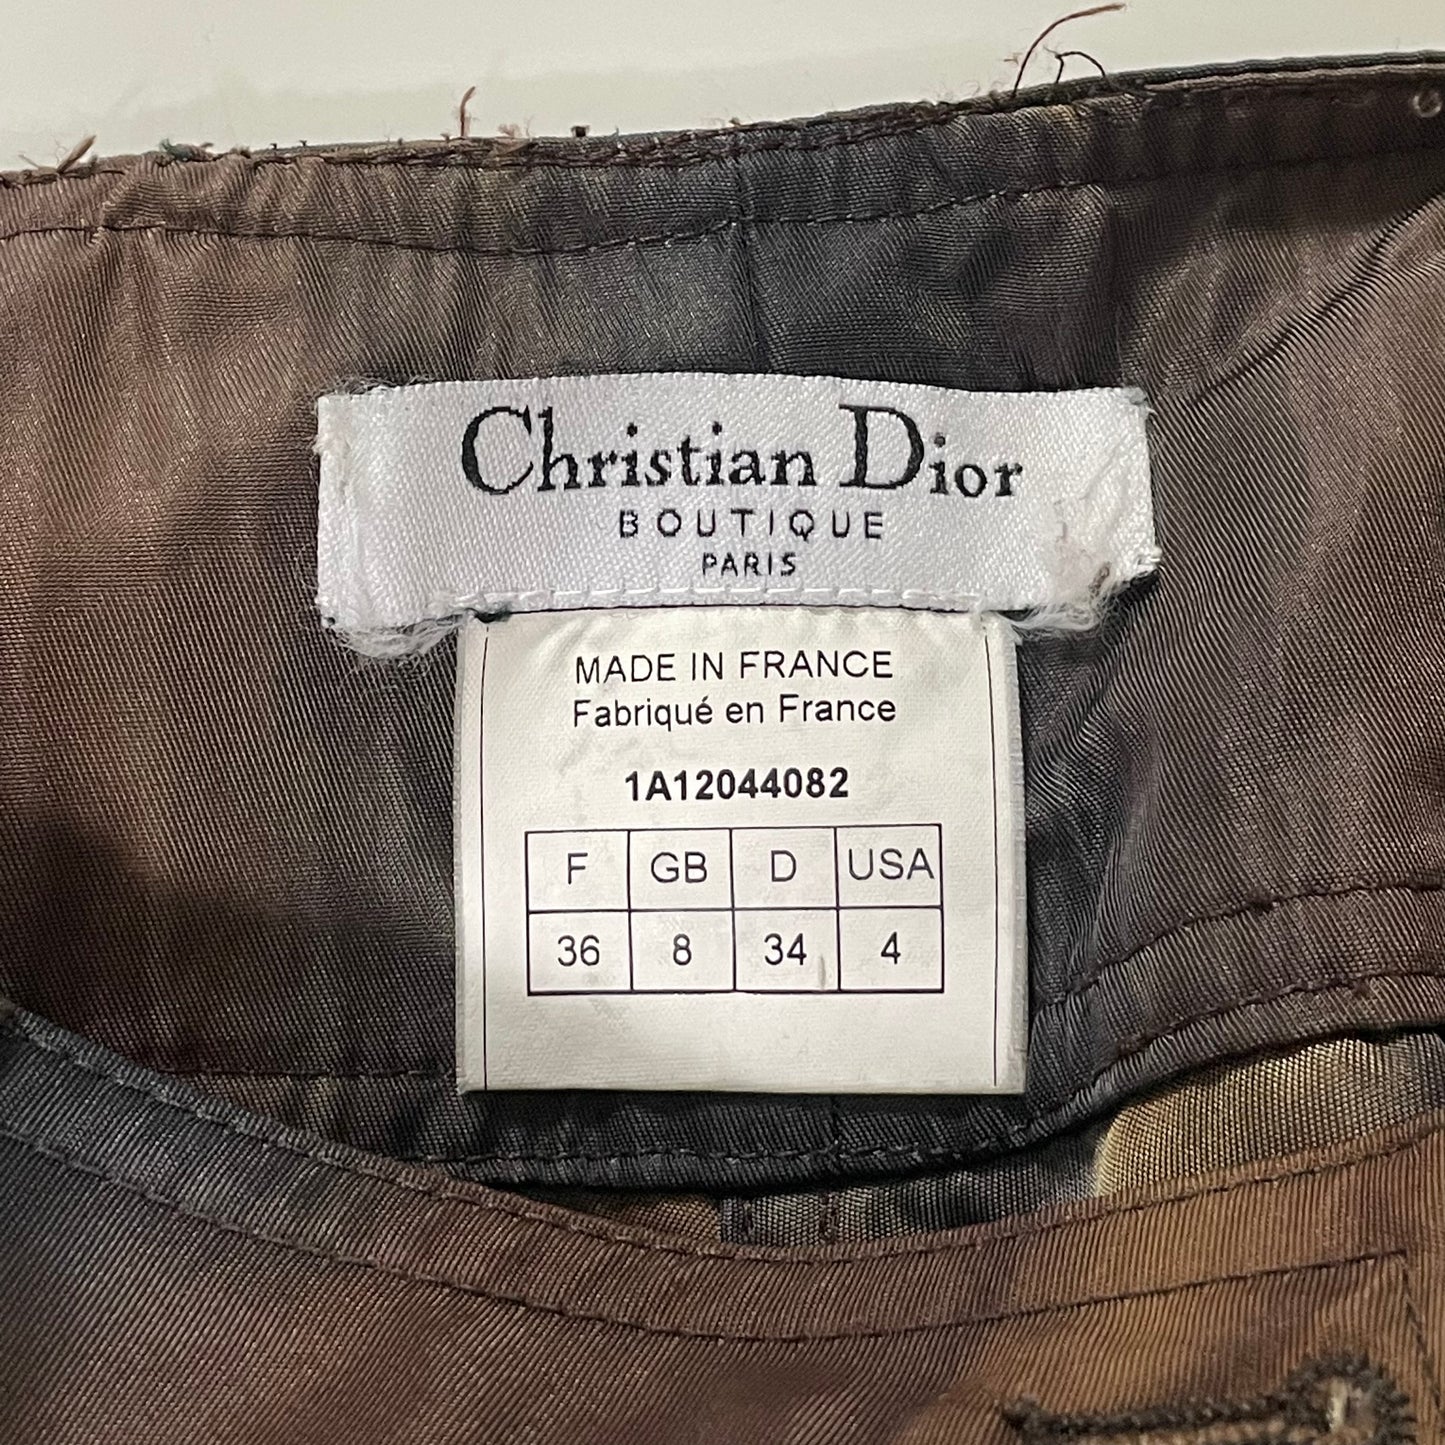 Christian Dior
BOUTIQUE
PARIS
MADE IN FRANCE
Fabriqué en France
1A12044082
F GB D USA
36 8 34 4